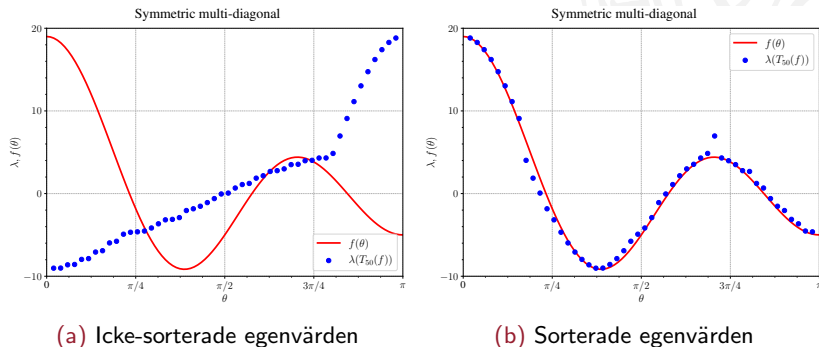 Symmetric multi-diagonal
20
10
0
−10
λ, f(θ)
0
π/4
π/2
3π/4
π
θ
f(θ)
λ(T₅₀(f))
(a) Icke-sorterade egenvärden
Symmetric multi-diagonal
20
10
0
−10
λ, f(θ)
0
π/4
π/2
3π/4
π
θ
f(θ)
λ(T₅₀(f))
(b) Sorterade egenvärden